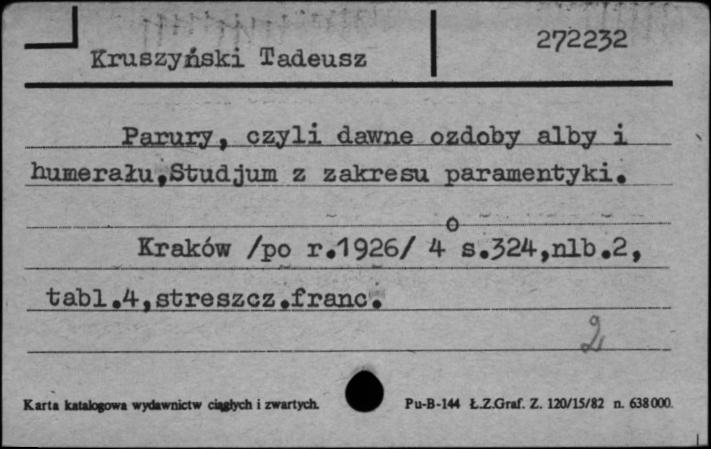 272232
Kruszyński Tadeusz
Parury, czyli dawne ozdoby alby i
humerału,Studjum z zakresu paramentyki.
Kraków /po r.1926/ 4° s.324,nlb.2,
tabl.4,streszcz.franc.
2
Karta katalogowa wydawnictw ciągłych i zwartych.
Pu-B-144 Ł.Z.Graf. Z. 120/15/82 n. 638000.